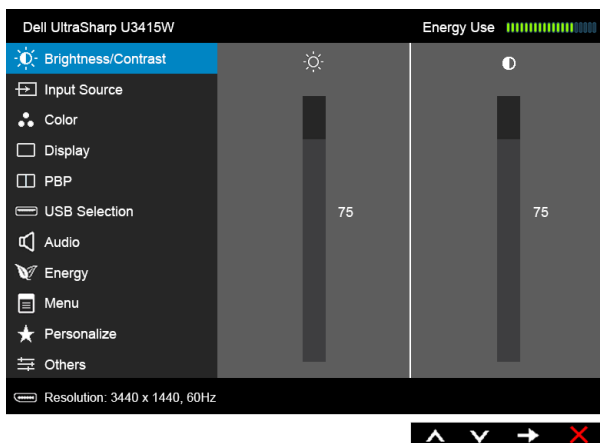 Dell UltraSharp U3415W
Energy Use
Brightness/Contrast
Input Source
Color
Display
PBP
USB Selection
75
75
Audio
Energy
Menu
Personalize
Others
Resolution: 3440 x 1440, 60Hz